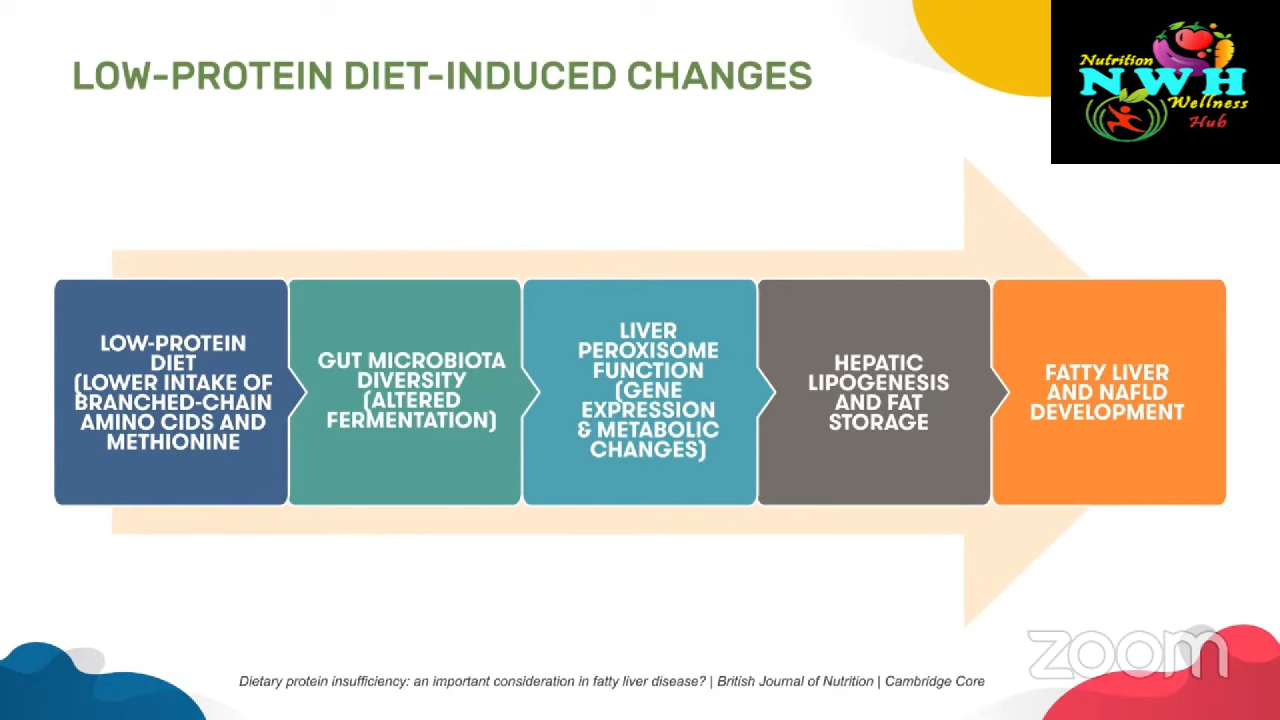 LOW-PROTEIN DIET-INDUCED CHANGES
Nutrition
NWH
Wellness
Hub
LOW-PROTEIN
DIET
(LOWER INTAKE OF
BRANCHED-CHAIN
AMINO CIDS AND
METHIONINE
GUT MICROBIOTA
DIVERSITY
(ALTERED
FERMENTATION)
LIVER
PEROXISOME
FUNCTION
(GENE
EXPRESSION
& METABOLIC
CHANGES)
HEPATIC
LIPOGENESIS
AND FAT
STORAGE
FATTY LIVER
AND NAFLD
DEVELOPMENT
zoom
Dietary protein insufficiency: an important consideration in fatty liver disease? | British Journal of Nutrition | Cambridge Core